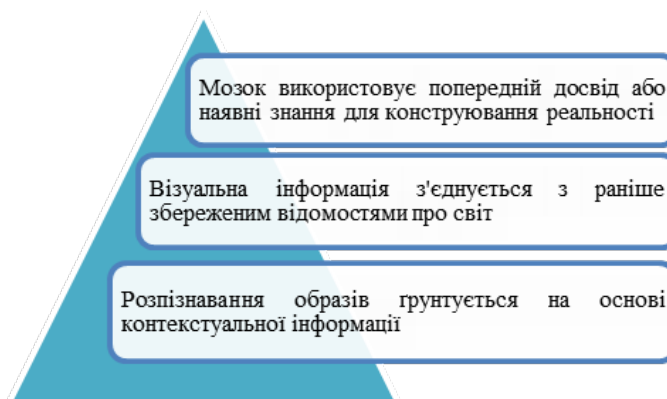 Мозок використовує попередній досвід або
наявні знання для конструювання реальності
Візуальна інформація з'єднується з раніше
збереженим відомостями про світ
Розпізнавання образів ґрунтується на основі
контекстуальної інформації